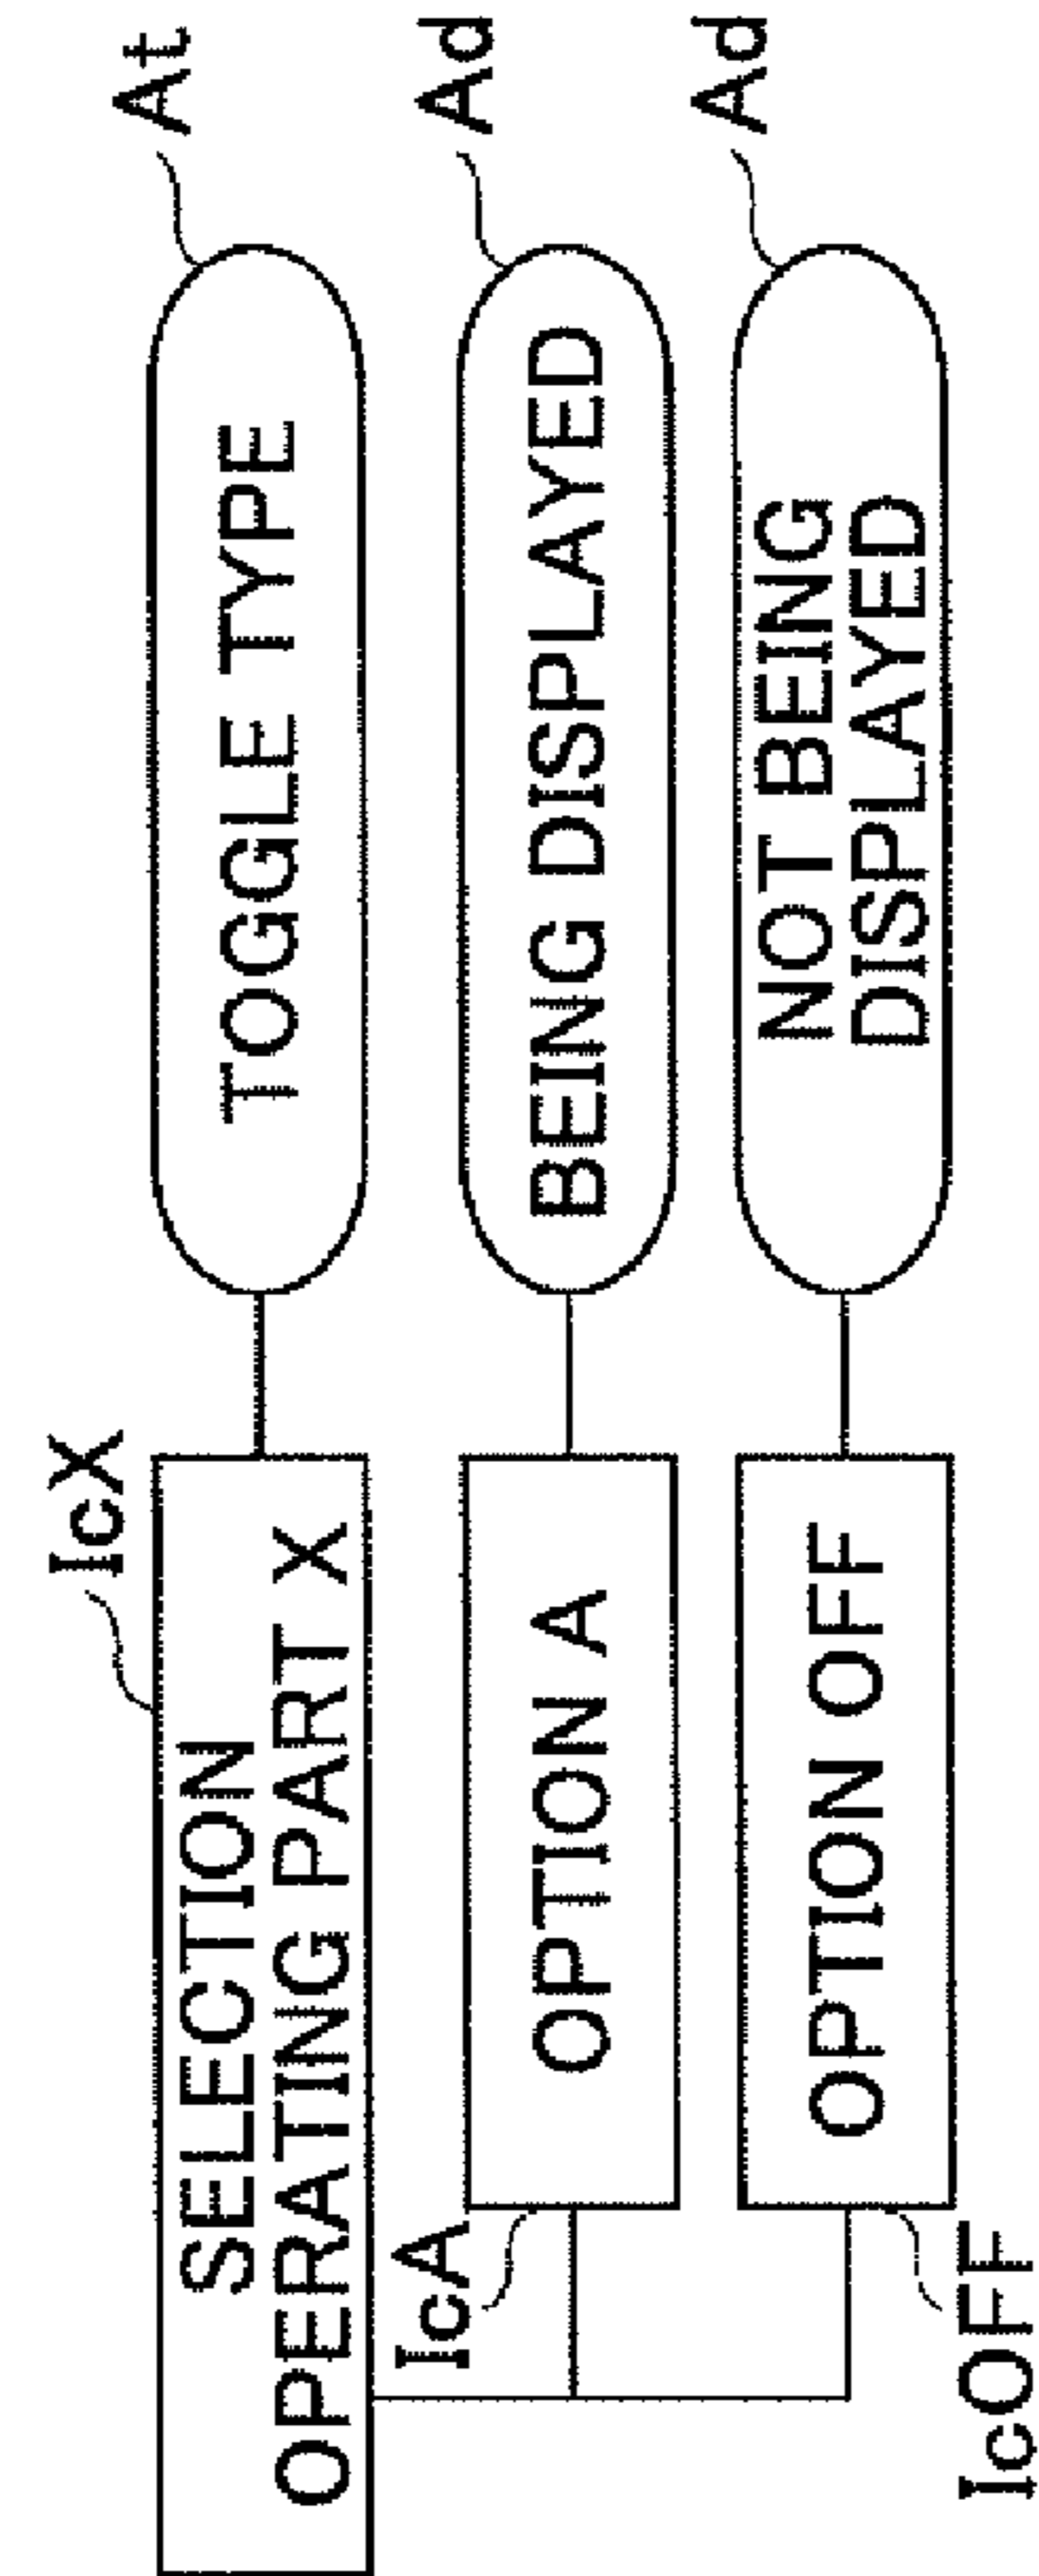 IcX
SELECTION
OPERATING PART X
At
TOGGLE TYPE
IcA
OPTION A
Ad
BEING DISPLAYED
IcOFF
OPTION OFF
Ad
NOT BEING
DISPLAYED